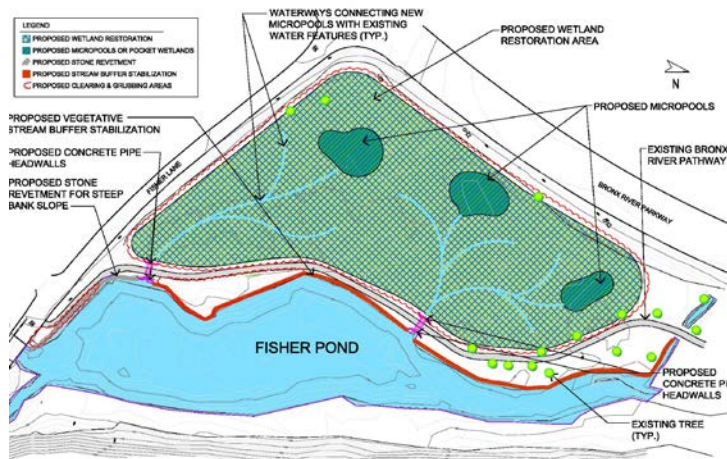 LEGEND
PROPOSED WETLAND RESTORATION
PROPOSED MICROPOOLS OR POCKET WETLANDS
PROPOSED STONE REVETMENT
PROPOSED STREAM BUFFER STABILIZATION
PROPOSED CLEARING & GRUBBING AREAS
WATERWAYS CONNECTING NEW
MICROPOOLS WITH EXISTING
WATER FEATURES (TYP.)
PROPOSED WETLAND
RESTORATION AREA
N
PROPOSED MICROPOOLS
PROPOSED VEGETATIVE
STREAM BUFFER STABILIZATION
PROPOSED CONCRETE PIPE
HEADWALLS
PROPOSED STONE
REVETMENT FOR STEEP
BANK SLOPE
FISHER LANE
EXISTING BRONX
RIVER PATHWAY
BRONX RIVER PARKWAY
FISHER POND
PROPOSED
CONCRETE PI
HEADWALLS
EXISTING TREE
(TYP.)